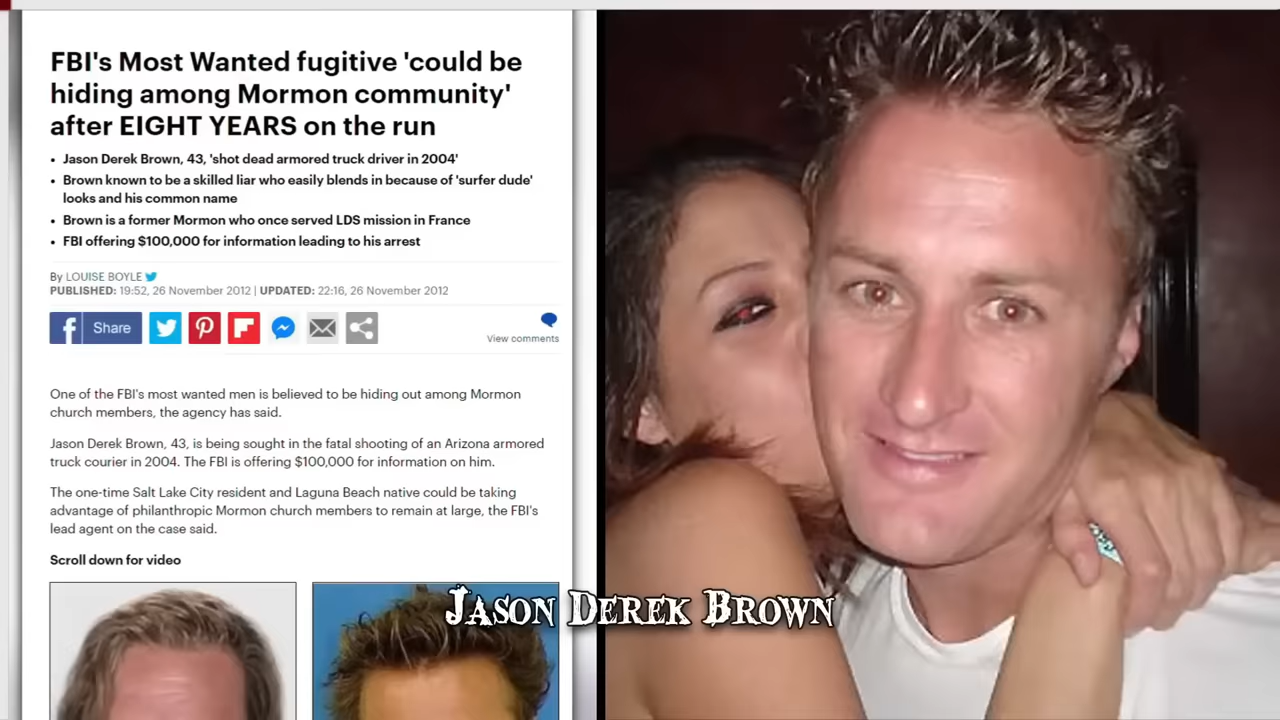 FBI's Most Wanted fugitive 'could be
hiding among Mormon community'
after EIGHT YEARS on the run
• Jason Derek Brown, 43, 'shot dead armored truck driver in 2004'
• Brown known to be a skilled liar who easily blends in because of 'surfer dude'
looks and his common name
• Brown is a former Mormon who once served LDS mission in France
• FBI offering $100,000 for information leading to his arrest
By LOUISE BOYLE
PUBLISHED: 19:52, 26 November 2012 | UPDATED: 22:16, 26 November 2012
f Share
View comments
One of the FBI's most wanted men is believed to be hiding out among Mormon
church members, the agency has said.
Jason Derek Brown, 43, is being sought in the fatal shooting of an Arizona armored
truck courier in 2004. The FBI is offering $100,000 for information on him.
The one-time Salt Lake City resident and Laguna Beach native could be taking
advantage of philanthropic Mormon church members to remain at large, the FBI's
lead agent on the case said.
Scroll down for video
JASON DEREK BROWN